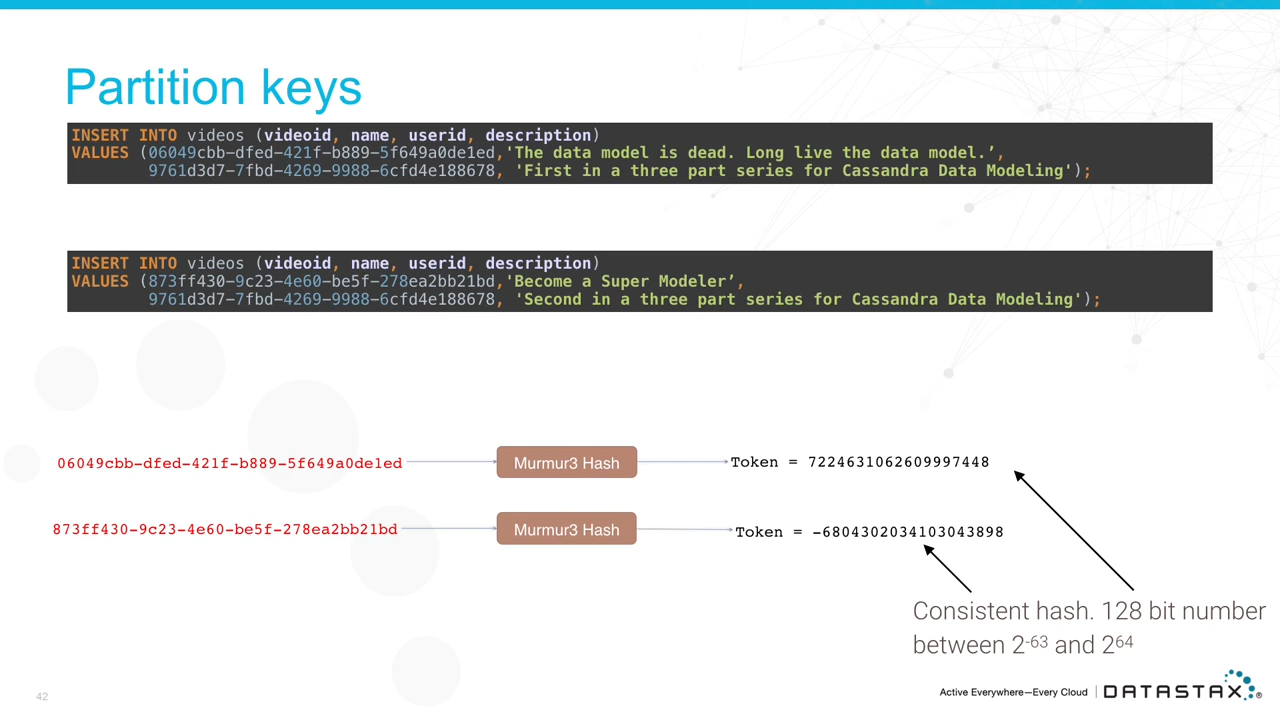 Partition keys
INSERT INTO videos (videoid, name, userid, description)
VALUES (06049cbb-dfed-421f-b889-5f649a0de1ed,'The data model is dead. Long live the data model.’,
9761d3d7-7fbd-4269-9988-6cfd4e188678, 'First in a three part series for Cassandra Data Modeling');
INSERT INTO videos (videoid, name, userid, description)
VALUES (873ff430-9c23-4e60-be5f-278ea2bb21bd,'Become a Super Modeler’,
9761d3d7-7fbd-4269-9988-6cfd4e188678, 'Second in a three part series for Cassandra Data Modeling');
06049cbb-dfed-421f-b889-5f649a0de1ed
Murmur3 Hash
Token = 7224631062609997448
873ff430-9c23-4e60-be5f-278ea2bb21bd
Murmur3 Hash
Token = -6804302034103043898
Consistent hash. 128 bit number
between 2-63 and 264
42
Active Everywhere—Every Cloud
DATASTAX®